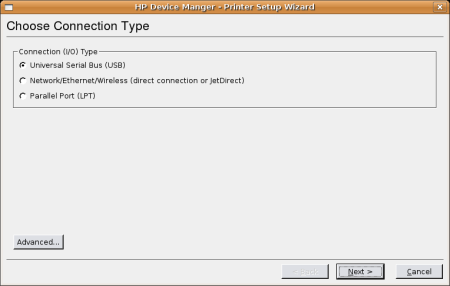 HP Device Manger - Printer Setup Wizard
Choose Connection Type
Connection (I/O) Type
Universal Serial Bus (USB)
Network/Ethernet/Wireless (direct connection or JetDirect)
Parallel Port (LPT)
Advanced...
Next > Cancel